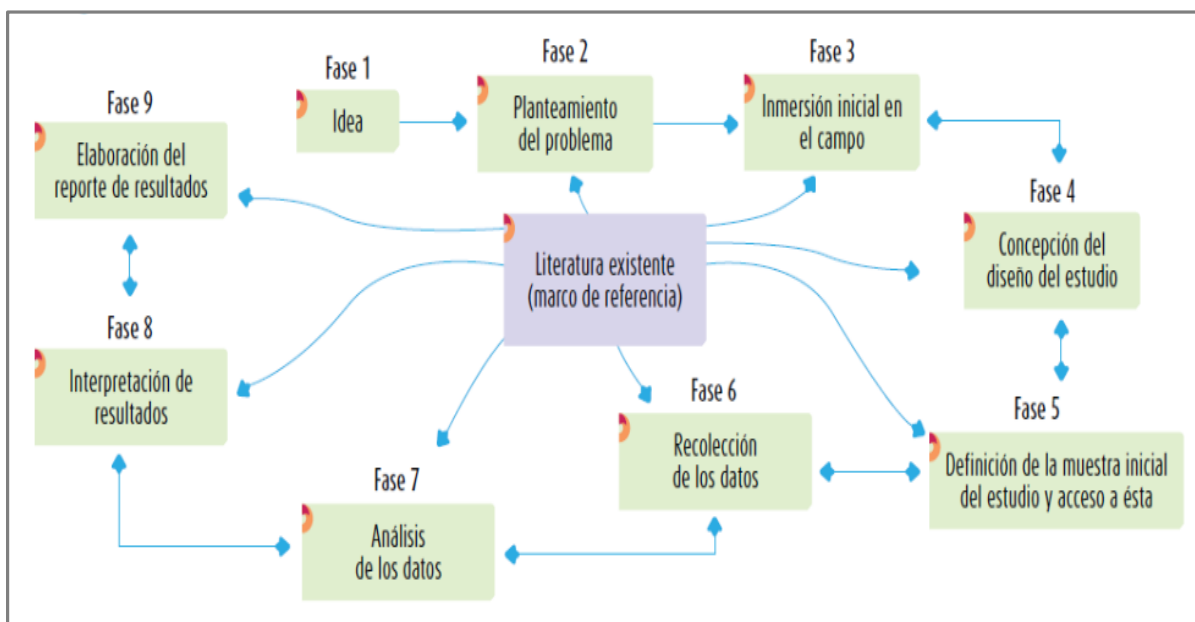 Fase 1
Idea
Fase 2
Planteamiento
del problema
Fase 3
Inmersión inicial en
el campo
Fase 4
Concepción del
diseño del estudio
Fase 5
Definición de la muestra inicial
del estudio y acceso a ésta
Fase 6
Recolección
de los datos
Fase 7
Análisis
de los datos
Fase 8
Interpretación de
resultados
Fase 9
Elaboración del
reporte de resultados
Literatura existente
(marco de referencia)